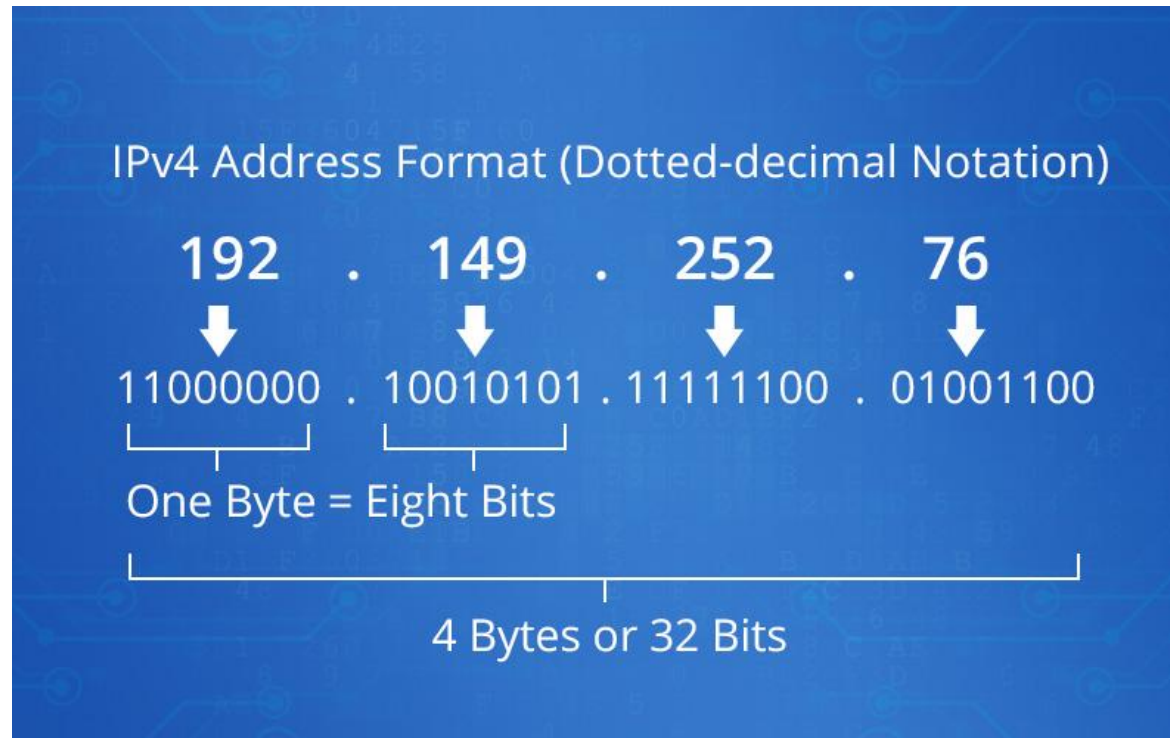 IPv4 Address Format (Dotted-decimal Notation)
192 . 149 . 252 . 76
11000000 . 10010101 . 11111100 . 01001100
One Byte = Eight Bits
4 Bytes or 32 Bits